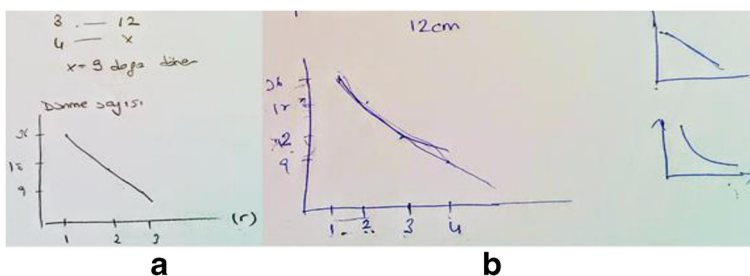 3 — 12
4 — x
x = 9 defa döner
Dönme sayısı
36
18
9
1 2 3 (r)
12cm
36
18
12
9
1 2 3 4
a b